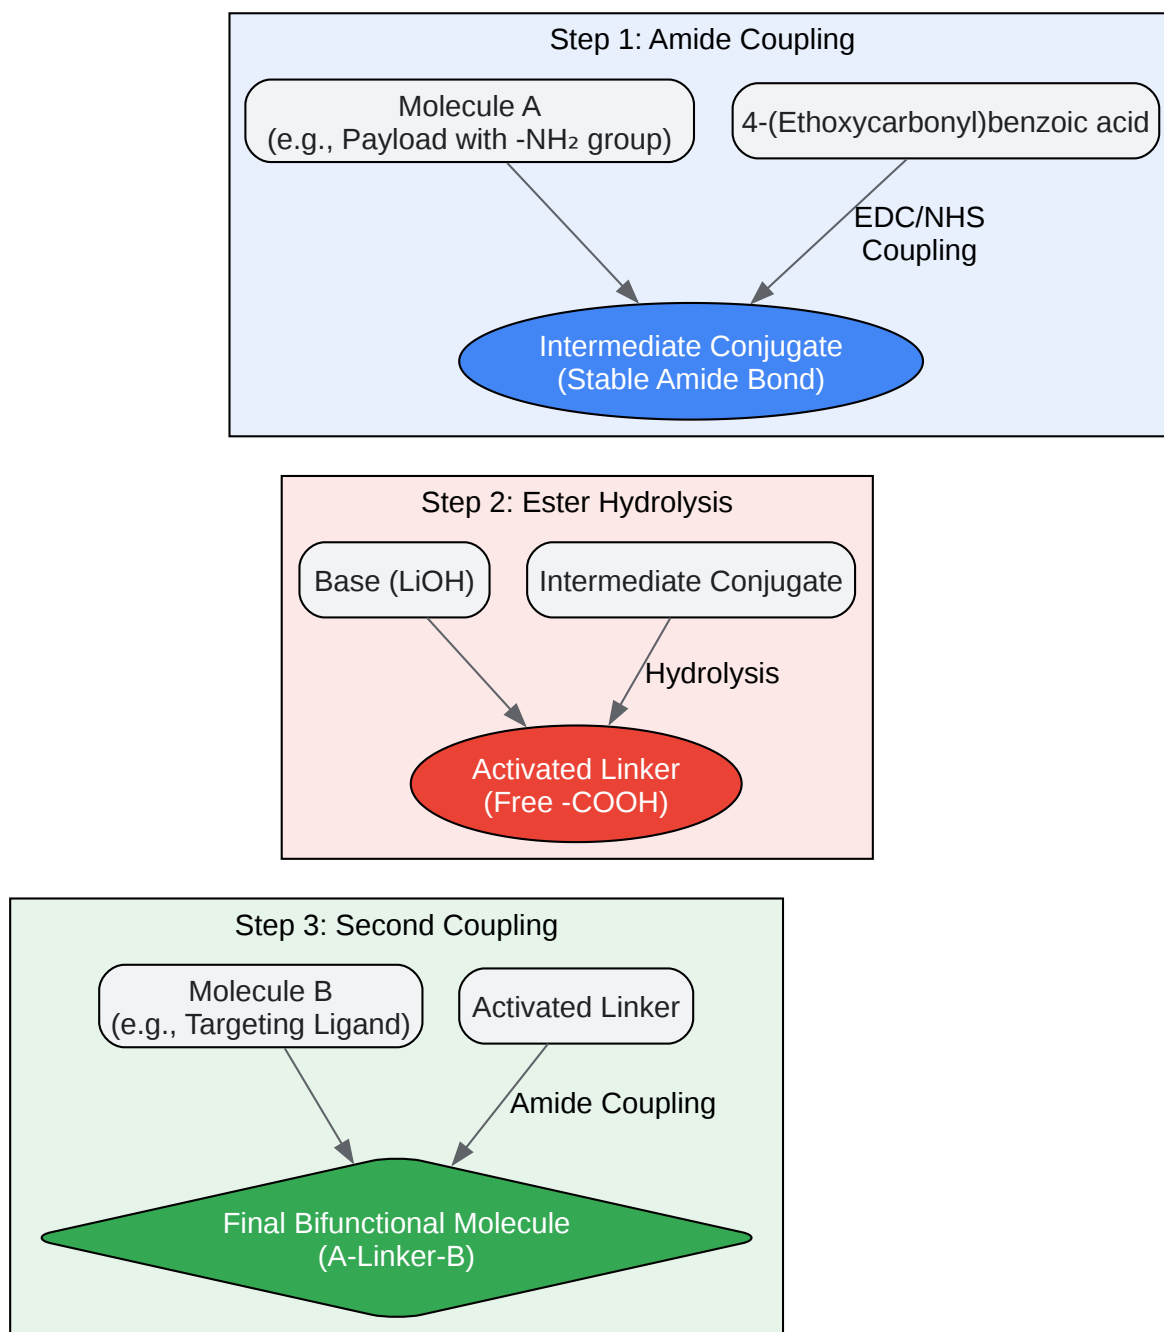 Step 1: Amide Coupling
Molecule A
(e.g., Payload with -NH₂ group)
4-(Ethoxycarbonyl)benzoic acid
EDC/NHS
Coupling
Intermediate Conjugate
(Stable Amide Bond)
Step 2: Ester Hydrolysis
Base (LiOH)
Intermediate Conjugate
Hydrolysis
Activated Linker
(Free -COOH)
Step 3: Second Coupling
Molecule B
(e.g., Targeting Ligand)
Activated Linker
Amide Coupling
Final Bifunctional Molecule
(A-Linker-B)